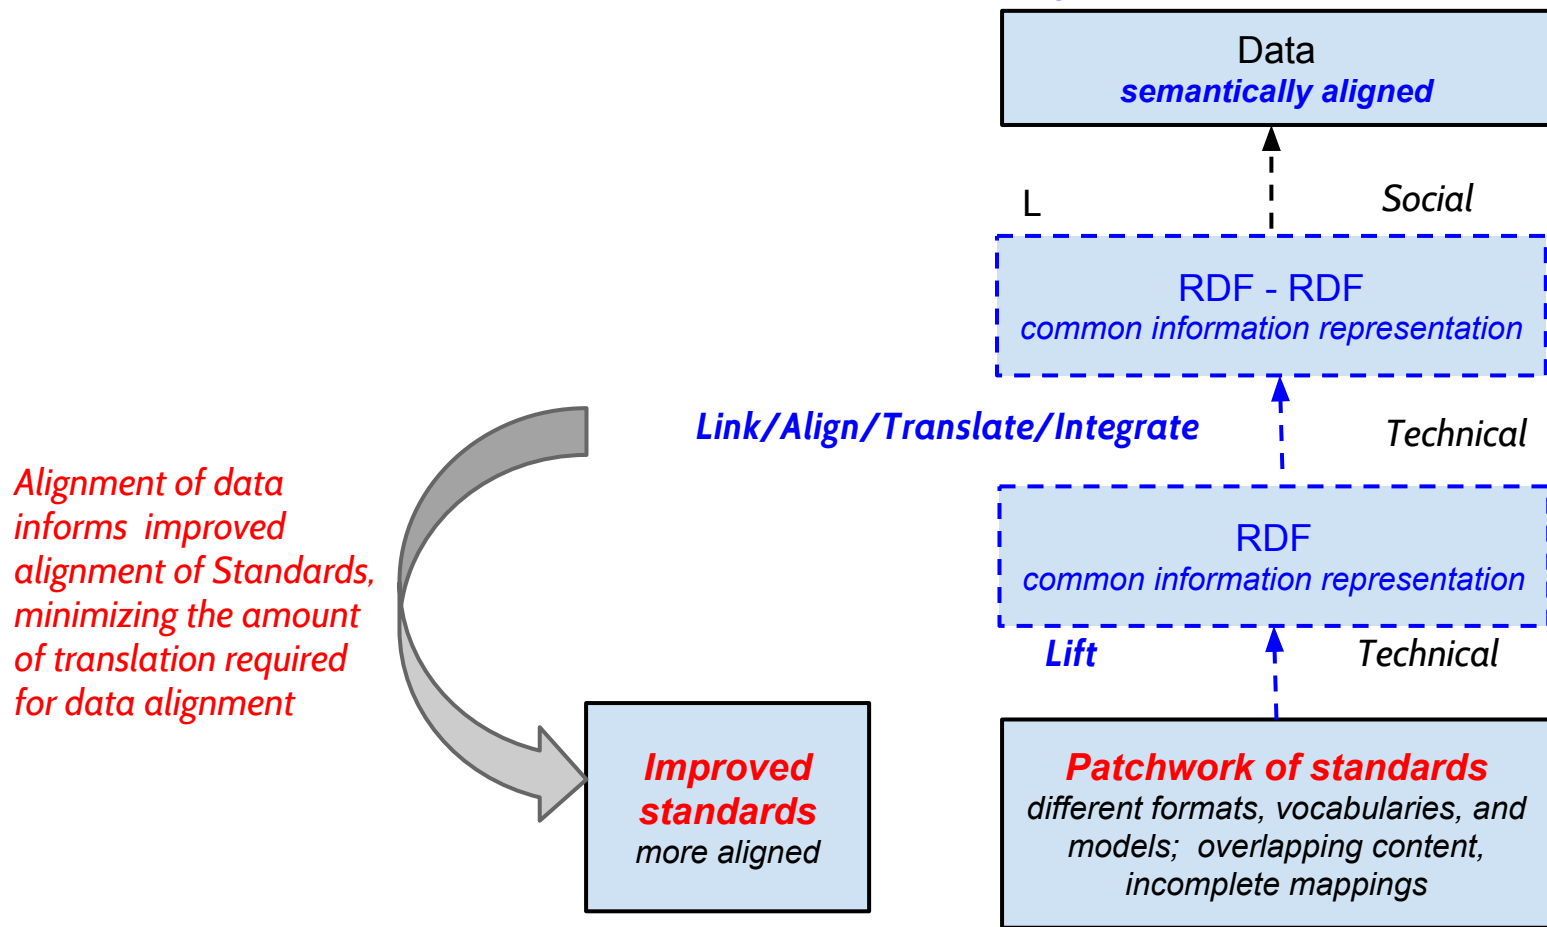 Data
semantically aligned
L
Social
RDF - RDF
common information representation
Link/Align/Translate/Integrate
Technical
Alignment of data
informs  improved
alignment of Standards,
minimizing the amount
of translation required
for data alignment
RDF
common information representation
Lift
Technical
Improved
standards
more aligned
Patchwork of standards
different formats, vocabularies, and
models;  overlapping content,
incomplete mappings